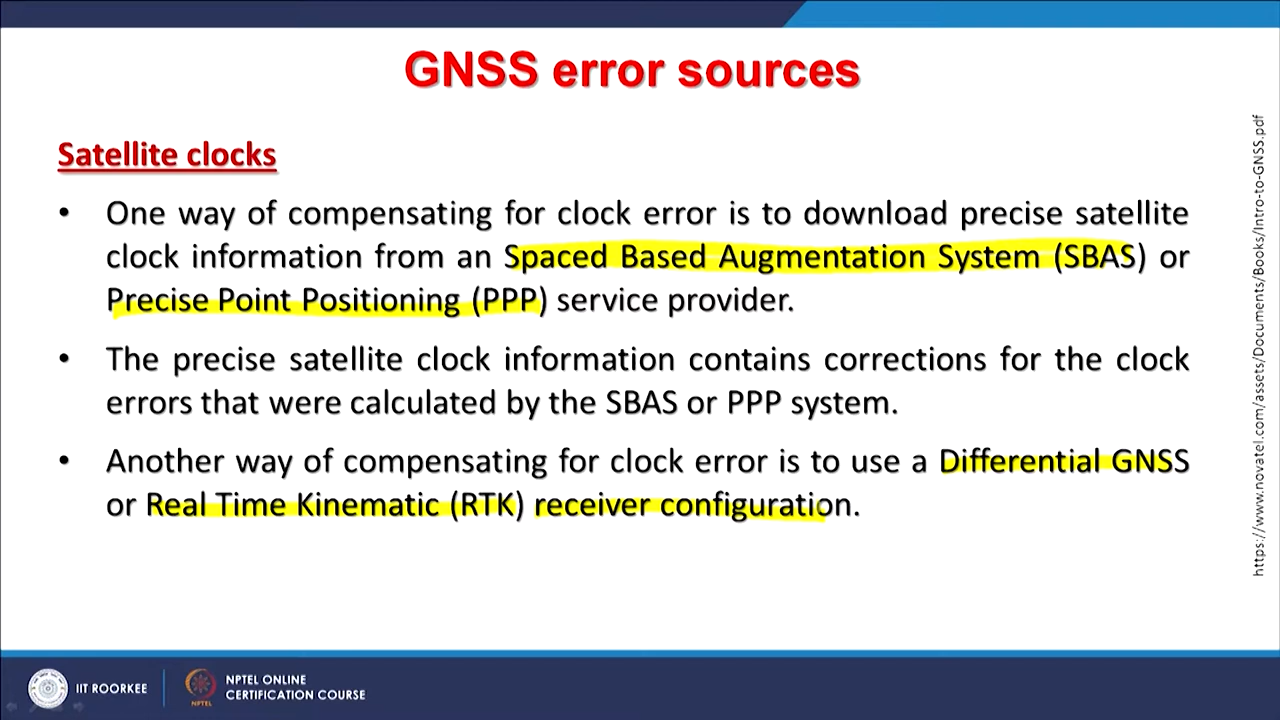 GNSS error sources
Satellite clocks
• One way of compensating for clock error is to download precise satellite
clock information from an Spaced Based Augmentation System (SBAS) or
Precise Point Positioning (PPP) service provider.
• The precise satellite clock information contains corrections for the clock
errors that were calculated by the SBAS or PPP system.
• Another way of compensating for clock error is to use a Differential GNSS
or Real Time Kinematic (RTK) receiver configuration.
https://www.novatel.com/assets/Documents/Books/Intro-to-GNSS.pdf
IIT ROORKEE
NPTEL
NPTEL ONLINE
CERTIFICATION COURSE